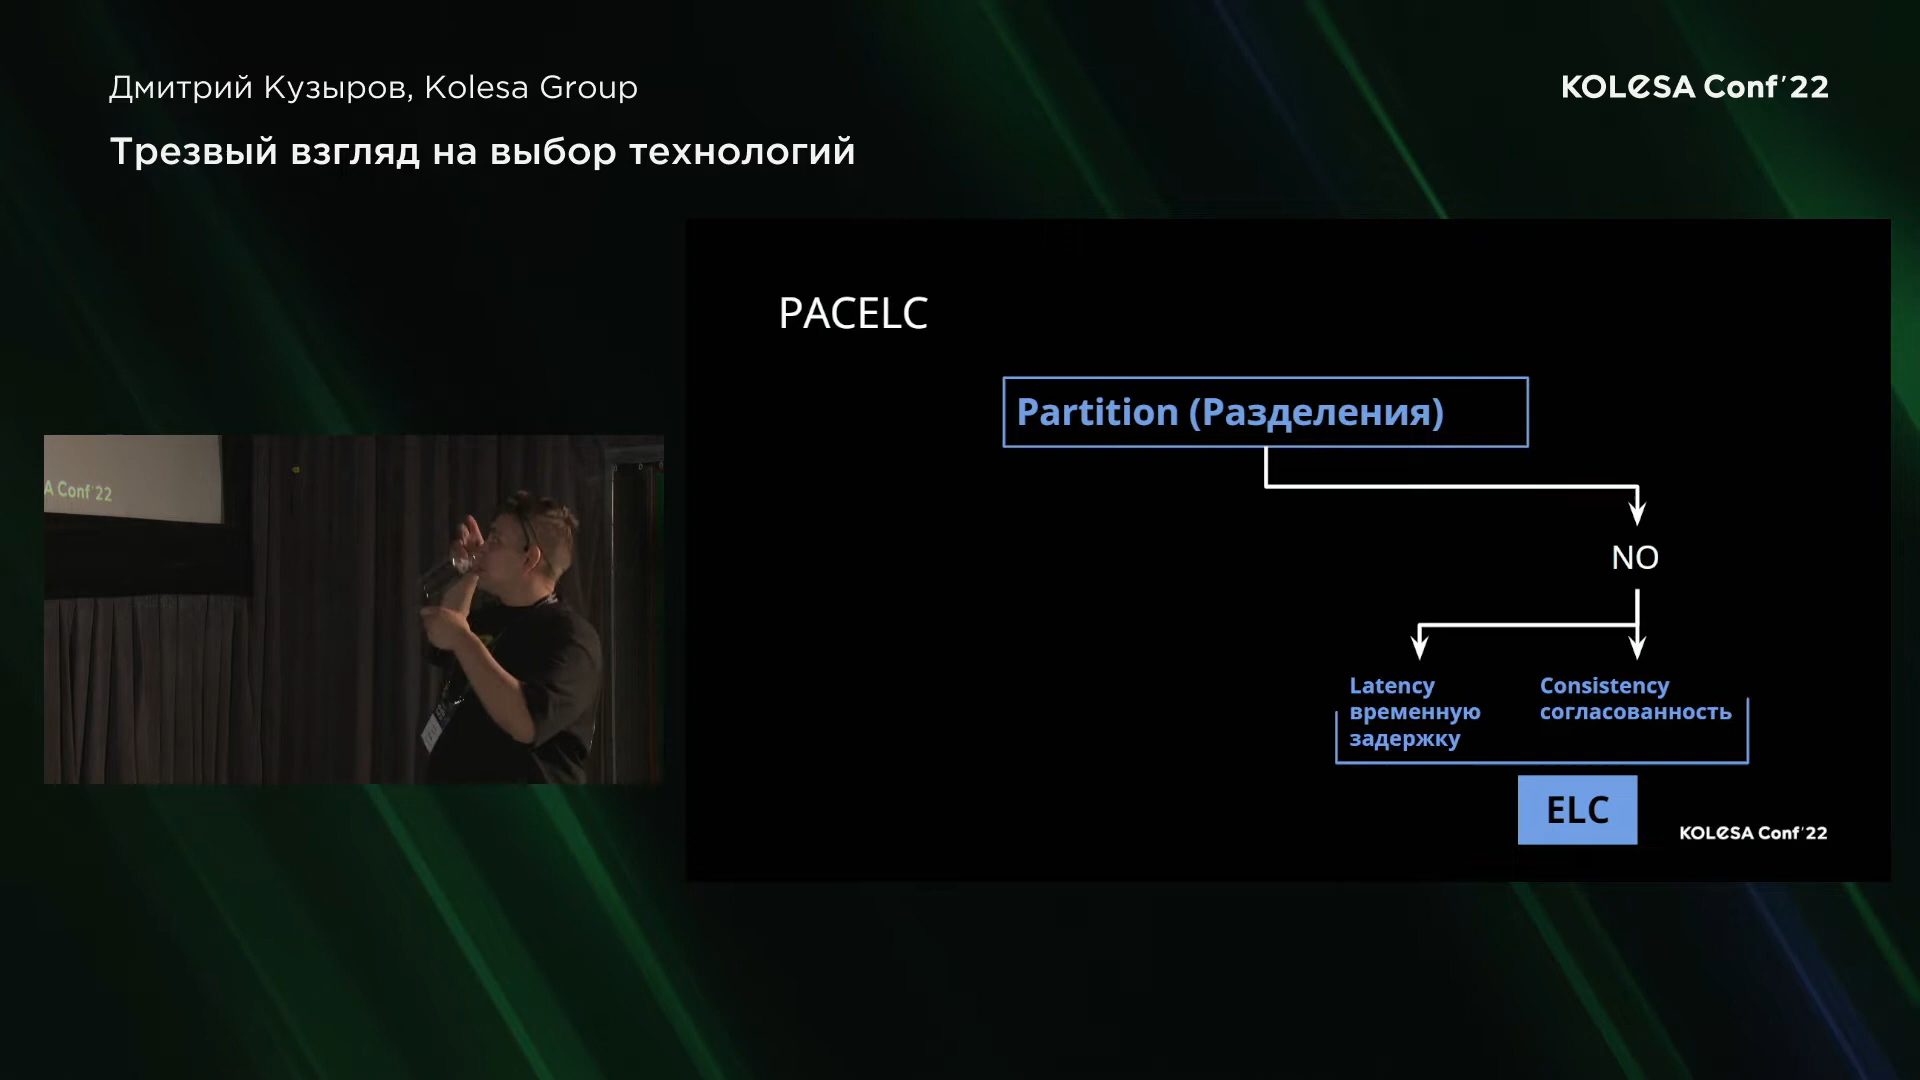 Дмитрий Кузыров, Kolesa Group
KOLESA Conf'22
Трезвый взгляд на выбор технологий
PACELC
Partition (Разделения)
NO
Latency
временную
задержку
Consistency
согласованность
ELC
KOLESA Conf'22
A Conf'22